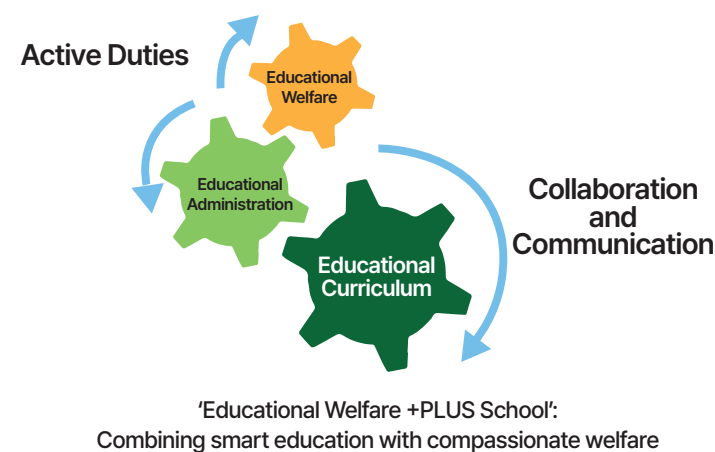 Active Duties
Educational
Welfare
Educational
Administration
Educational
Curriculum
Collaboration
and
Communication
‘Educational Welfare +PLUS School’:
Combining smart education with compassionate welfare